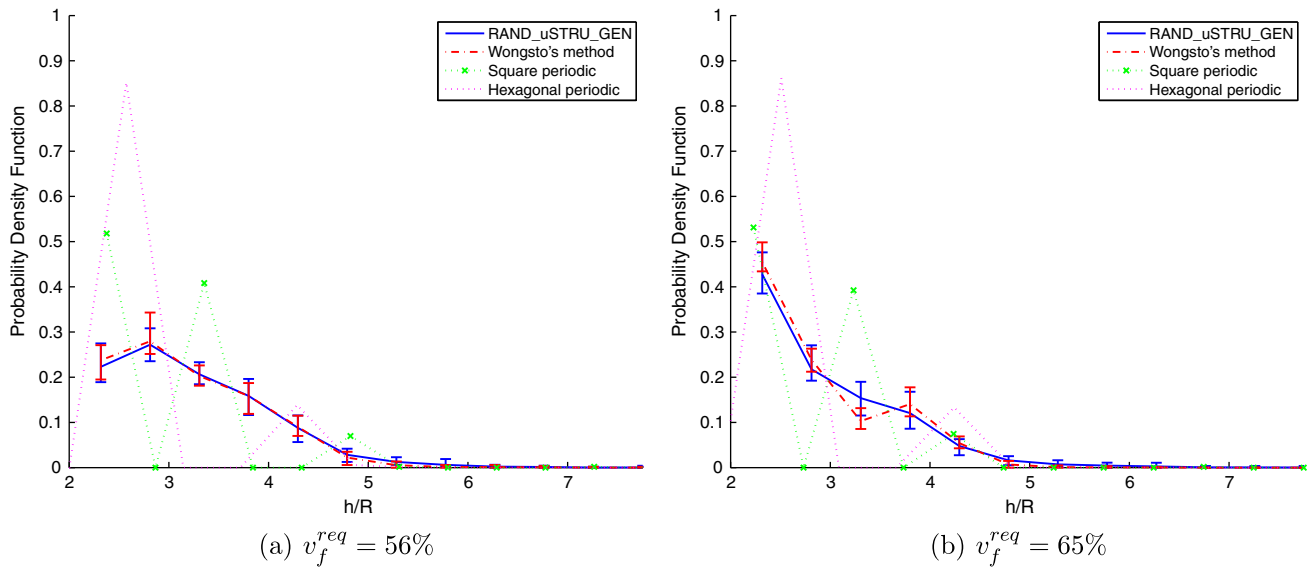 1
0.9
0.8
0.7
0.6
0.5
0.4
0.3
0.2
0.1
0
Probability Density Function
2 3 4 5 6 7
h/R
RAND_uSTRU_GEN
Wongsto's method
Square periodic
Hexagonal periodic
(a) $v_f^{req} = 56\%$
1
0.9
0.8
0.7
0.6
0.5
0.4
0.3
0.2
0.1
0
Probability Density Function
2 3 4 5 6 7
h/R
RAND_uSTRU_GEN
Wongsto's method
Square periodic
Hexagonal periodic
(b) $v_f^{req} = 65\%$